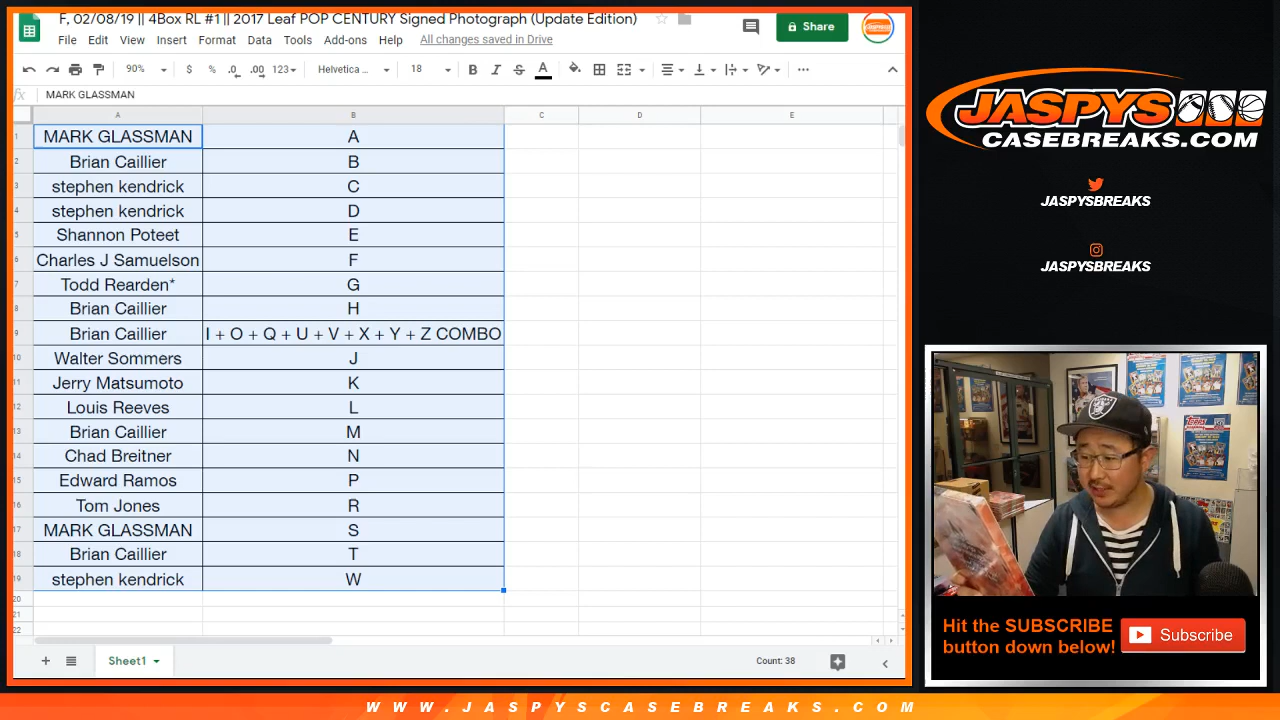 F, 02/08/19 || 4Box RL #1 || 2017 Leaf POP CENTURY Signed Photograph (Update Edition)
File Edit View Insert Format Data Tools Add-ons Help All changes saved in Drive
Share
90% $ % .0 .00 123 Helvetica ... 18 B I S A
fx MARK GLASSMAN
A B C D E
1 MARK GLASSMAN A
2 Brian Caillier B
3 stephen kendrick C
4 stephen kendrick D
5 Shannon Poteet E
6 Charles J Samuelson F
7 Todd Rearden* G
8 Brian Caillier H
9 Brian Caillier I + O + Q + U + V + X + Y + Z COMBO
10 Walter Sommers J
11 Jerry Matsumoto K
12 Louis Reeves L
13 Brian Caillier M
14 Chad Breitner N
15 Edward Ramos P
16 Tom Jones R
17 MARK GLASSMAN S
18 Brian Caillier T
19 stephen kendrick W
20
21
22
Sheet1
Count: 38
JASPYS
CASEBREAKS.COM
JASPYSBREAKS
JASPYSBREAKS
TOPPS
Hit the SUBSCRIBE
button down below!
Subscribe
WWW.JASPYSCASEBREAKS.COM